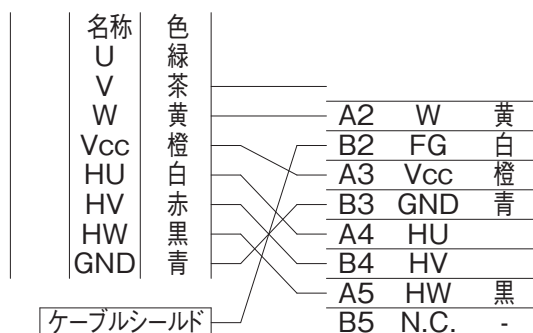 名称 色
U 緑
V 茶
W 黄
Vcc 橙
HU 白
HV 赤
HW 黒
GND 青
ケーブルシールド
A2 W 黄
B2 FG 白
A3 Vcc 橙
B3 GND 青
A4 HU
B4 HV
A5 HW 黒
B5 N.C. -